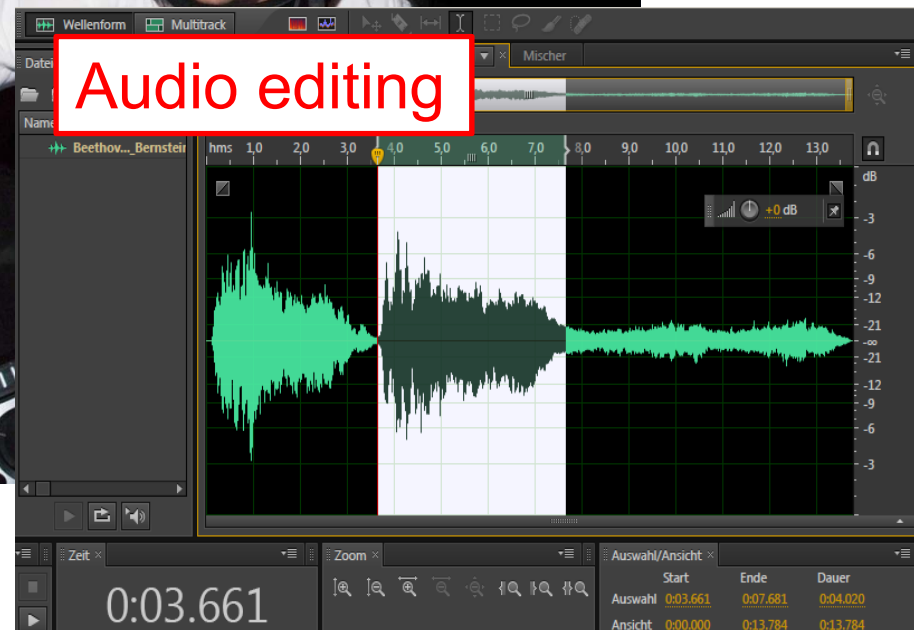 Wellenform Multitrack
Audio editing
Datei
Mischer
Name
Beethov..._Bernstein
hms 1,0 2,0 3,0 4,0 5,0 6,0 7,0 8,0 9,0 10,0 11,0 12,0 13,0
dB
+0 dB
-3
-6
-9
-12
-21
-∞
-21
-12
-9
-6
-3
Zeit
0:03.661
Zoom
Auswahl/Ansicht
Start Ende Dauer
Auswahl 0:03.661 0:07.681 0:04.020
Ansicht 0:00.000 0:13.784 0:13.784